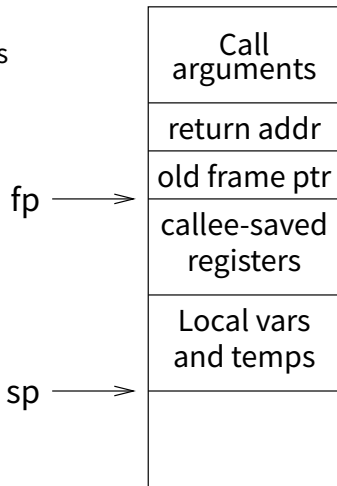 Call
s
arguments
return addr
old frame ptr
fp
callee-saved
registers
Local vars
and temps
sp